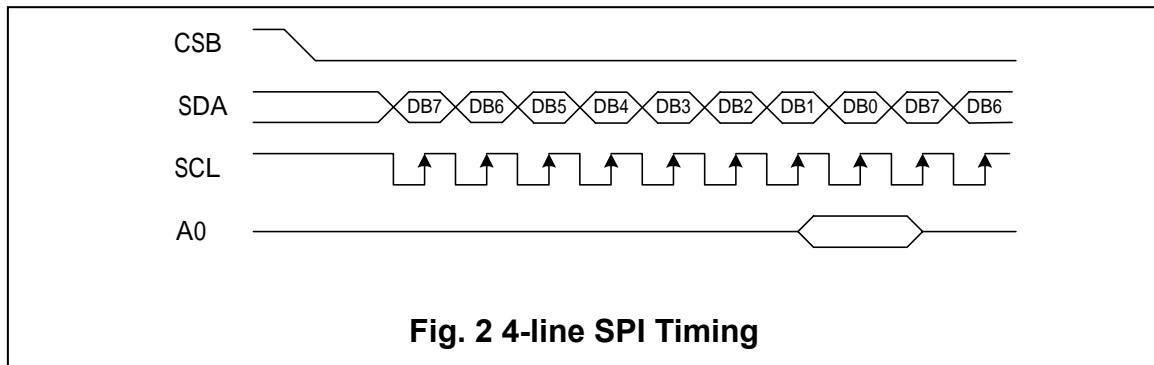 CSB
SDA DB7 DB6 DB5 DB4 DB3 DB2 DB1 DB0 DB7 DB6
SCL
A0
Fig. 2 4-line SPI Timing